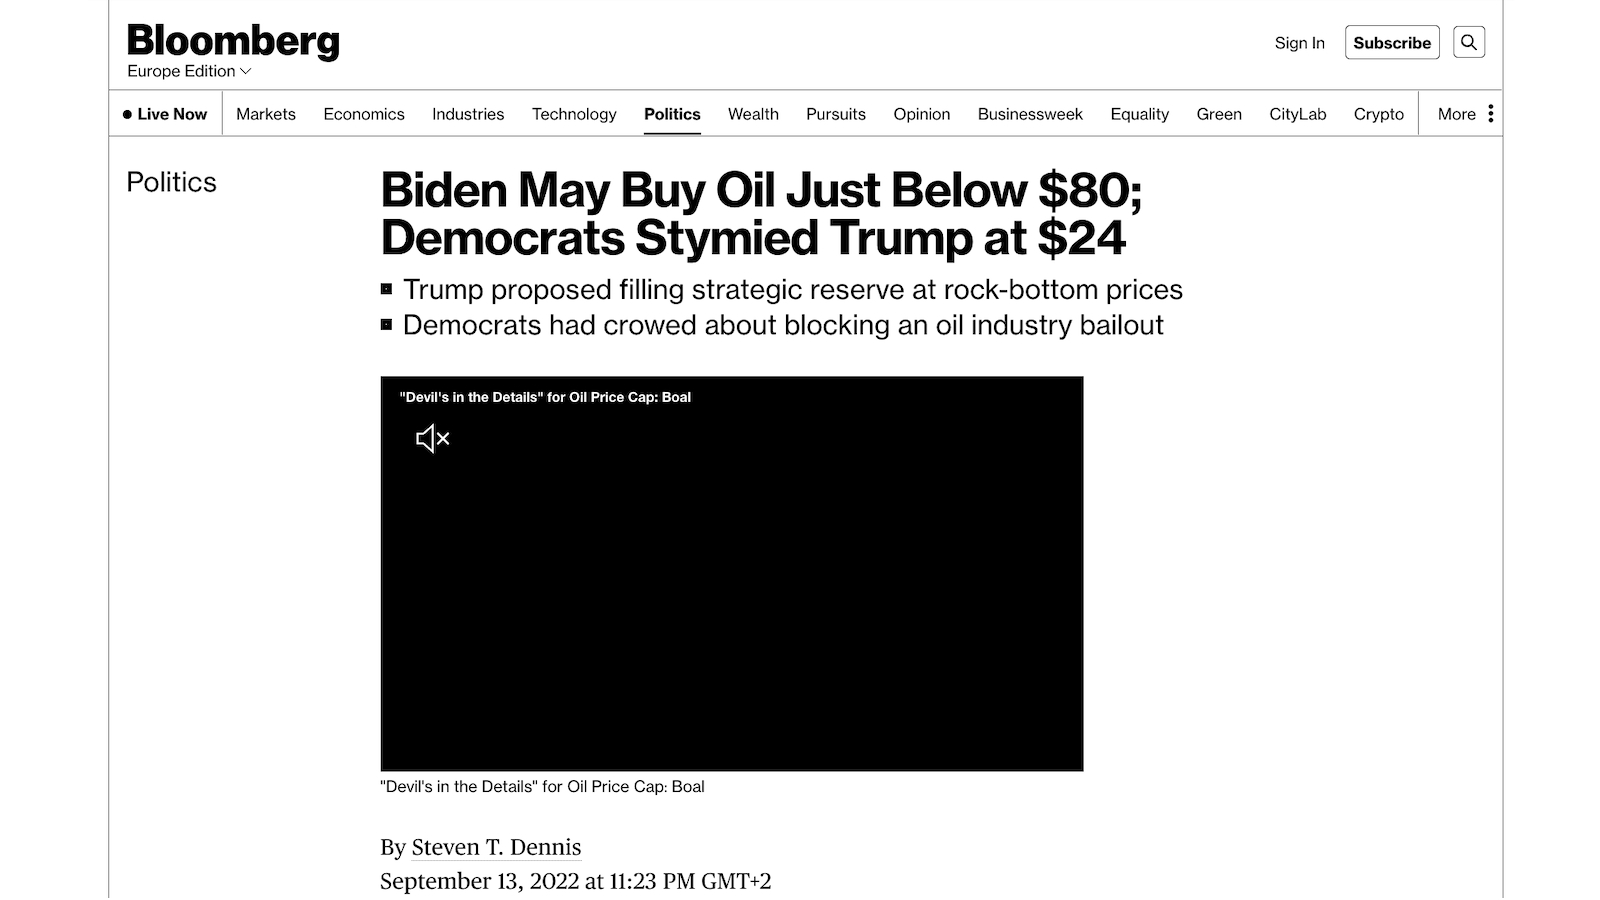 Bloomberg
Europe Edition
Sign In
Subscribe
Live Now
Markets
Economics
Industries
Technology
Politics
Wealth
Pursuits
Opinion
Businessweek
Equality
Green
CityLab
Crypto
More
Politics
Biden May Buy Oil Just Below $80;
Democrats Stymied Trump at $24
Trump proposed filling strategic reserve at rock-bottom prices
Democrats had crowed about blocking an oil industry bailout
"Devil's in the Details" for Oil Price Cap: Boal
"Devil's in the Details" for Oil Price Cap: Boal
By Steven T. Dennis
September 13, 2022 at 11:23 PM GMT+2